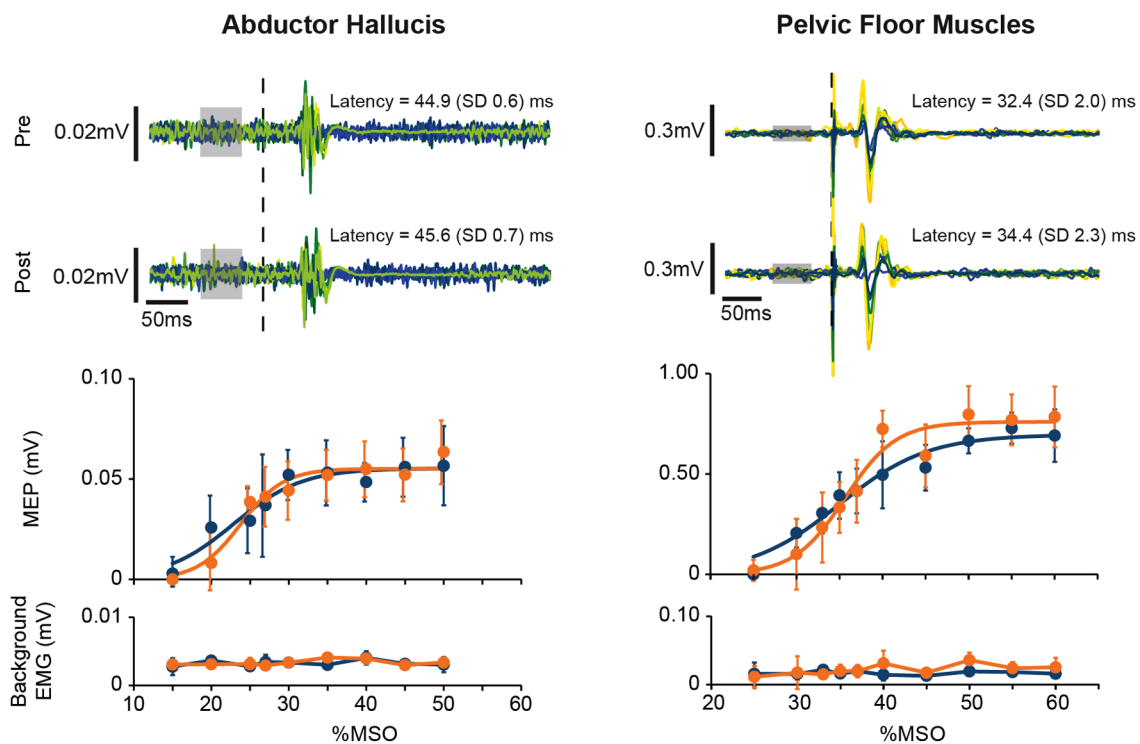 Abductor Hallucis
Pelvic Floor Muscles
Pre
0.02mV
Latency = 44.9 (SD 0.6) ms
0.3mV
Latency = 32.4 (SD 2.0) ms
Post
0.02mV
Latency = 45.6 (SD 0.7) ms
50ms
0.3mV
Latency = 34.4 (SD 2.3) ms
50ms
MEP (mV)
0.10
0.05
0
1.00
0.50
0
Background
EMG (mV)
0.01
0
10 20 30 40 50 60
%MSO
0.10
0
20 30 40 50 60
%MSO